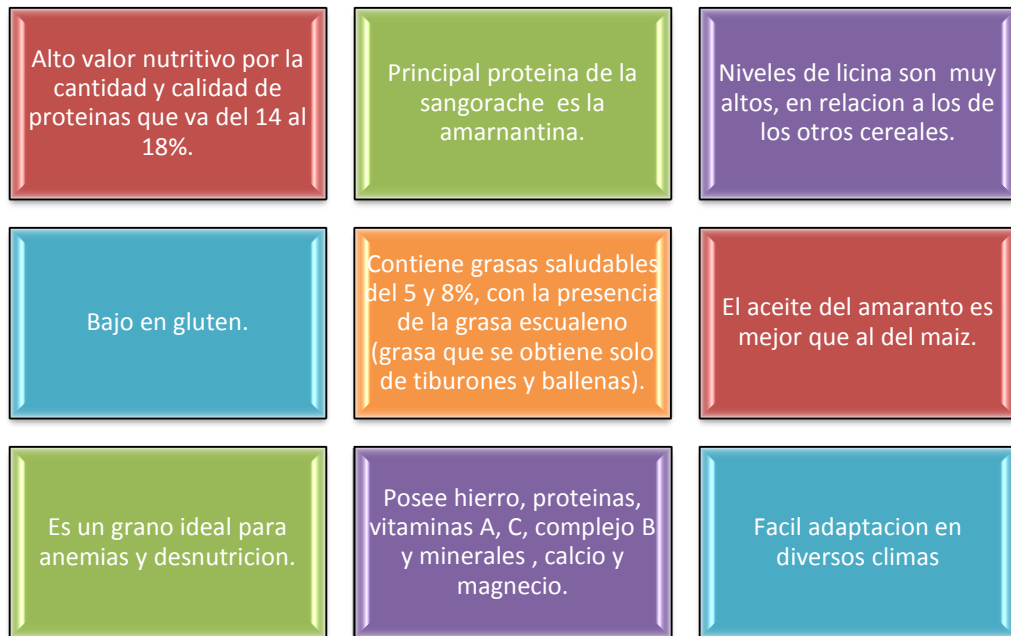 Alto valor nutritivo por la
cantidad y calidad de
proteinas que va del 14 al
18%.
Principal proteina de la
sangorache es la
amarnantina.
Niveles de licina son muy
altos, en relacion a los de
los otros cereales.
Bajo en gluten.
Contiene grasas saludables
del 5 y 8%, con la presencia
de la grasa escualeno
(grasa que se obtiene solo
de tiburones y ballenas).
El aceite del amaranto es
mejor que al del maiz.
Es un grano ideal para
anemias y desnutricion.
Posee hierro, proteinas,
vitaminas A, C, complejo B
y minerales , calcio y
magnecio.
Facil adaptacion en
diversos climas